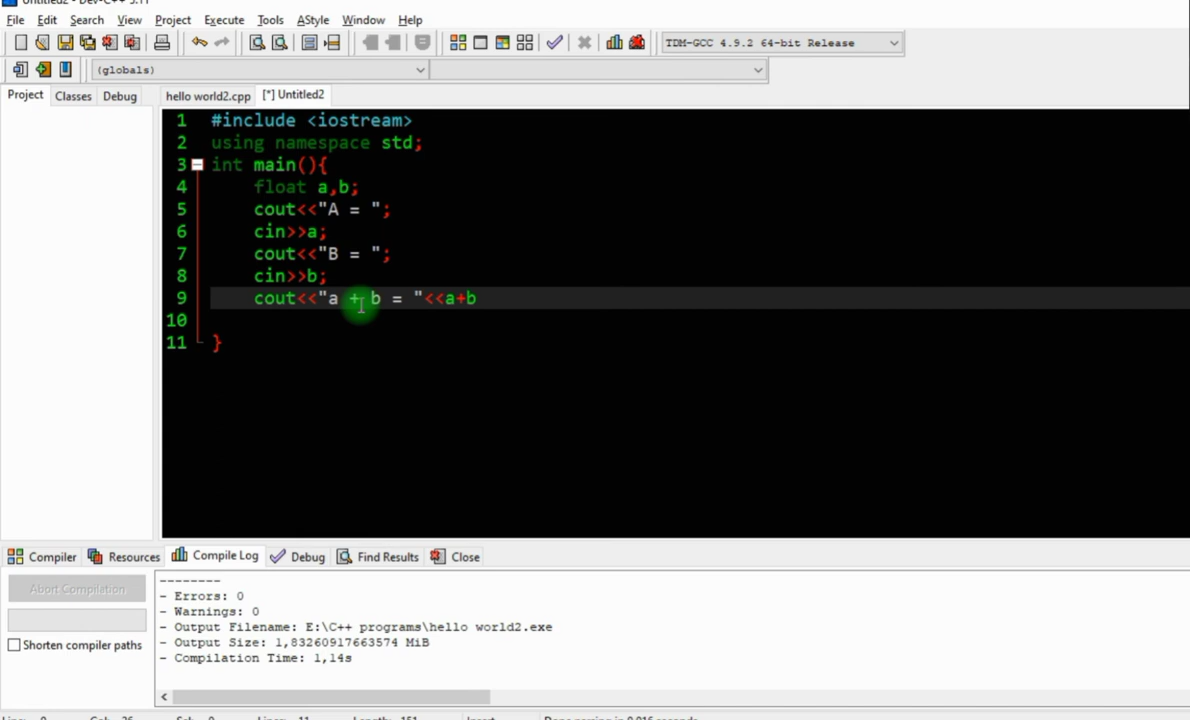 Untitled2 - Dev-C++ 5.11
File Edit Search View Project Execute Tools AStyle Window Help
TDM-GCC 4.9.2 64-bit Release
(globals)
Project Classes Debug hello world2.cpp [*] Untitled2
1 #include <iostream>
2 using namespace std;
3 int main(){
4 float a,b;
5 cout<<"A = ";
6 cin>>a;
7 cout<<"B = ";
8 cin>>b;
9 cout<<"a + b = "<<a+b
10
11 }
Compiler Resources Compile Log Debug Find Results Close
Abort Compilation
Shorten compiler paths
--------
- Errors: 0
- Warnings: 0
- Output Filename: E:\C++ programs\hello world2.exe
- Output Size: 1,83260917663574 MiB
- Compilation Time: 1,14s